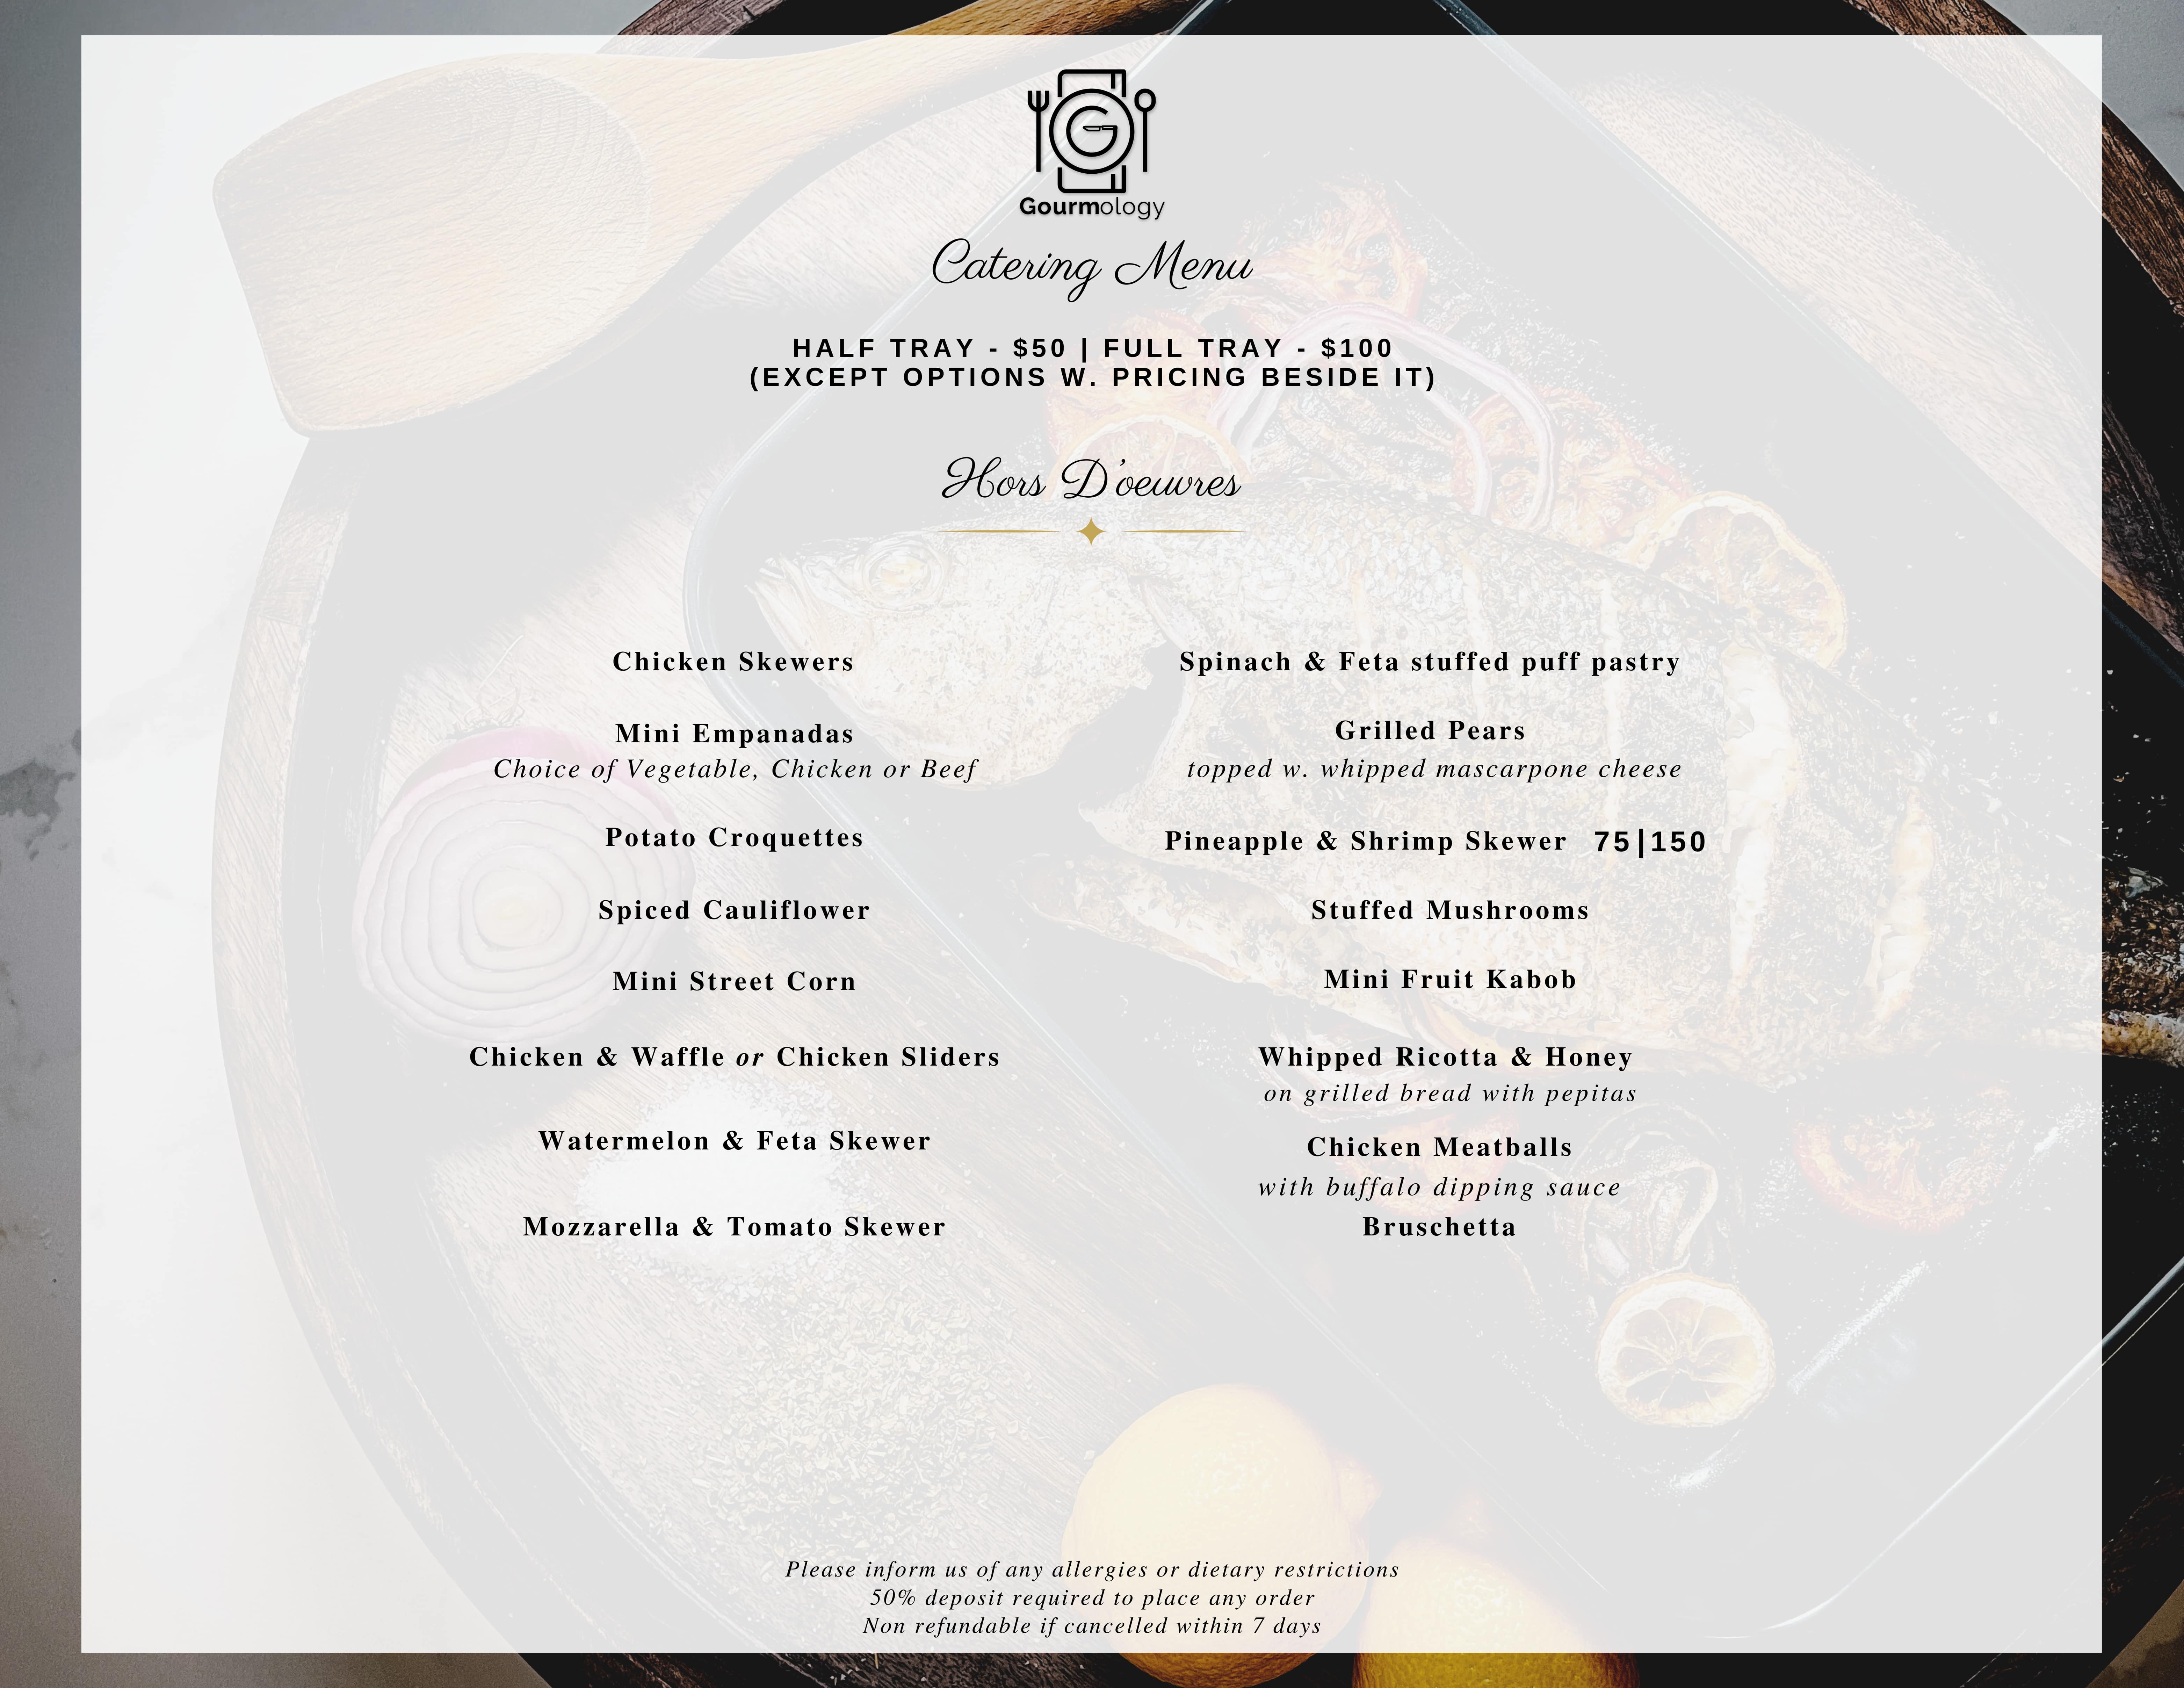 Gourmology
Catering Menu
HALF TRAY - $50 | FULL TRAY - $100
(EXCEPT OPTIONS W. PRICING BESIDE IT)
Hors D'oeuvres
Chicken Skewers
Mini Empanadas
Choice of Vegetable, Chicken or Beef
Potato Croquettes
Spiced Cauliflower
Mini Street Corn
Chicken & Waffle or Chicken Sliders
Watermelon & Feta Skewer
Mozzarella & Tomato Skewer
Spinach & Feta stuffed puff pastry
Grilled Pears
topped w. whipped mascarpone cheese
Pineapple & Shrimp Skewer 75|150
Stuffed Mushrooms
Mini Fruit Kabob
Whipped Ricotta & Honey
on grilled bread with pepitas
Chicken Meatballs
with buffalo dipping sauce
Bruschetta
Please inform us of any allergies or dietary restrictions
50% deposit required to place any order
Non refundable if cancelled within 7 days